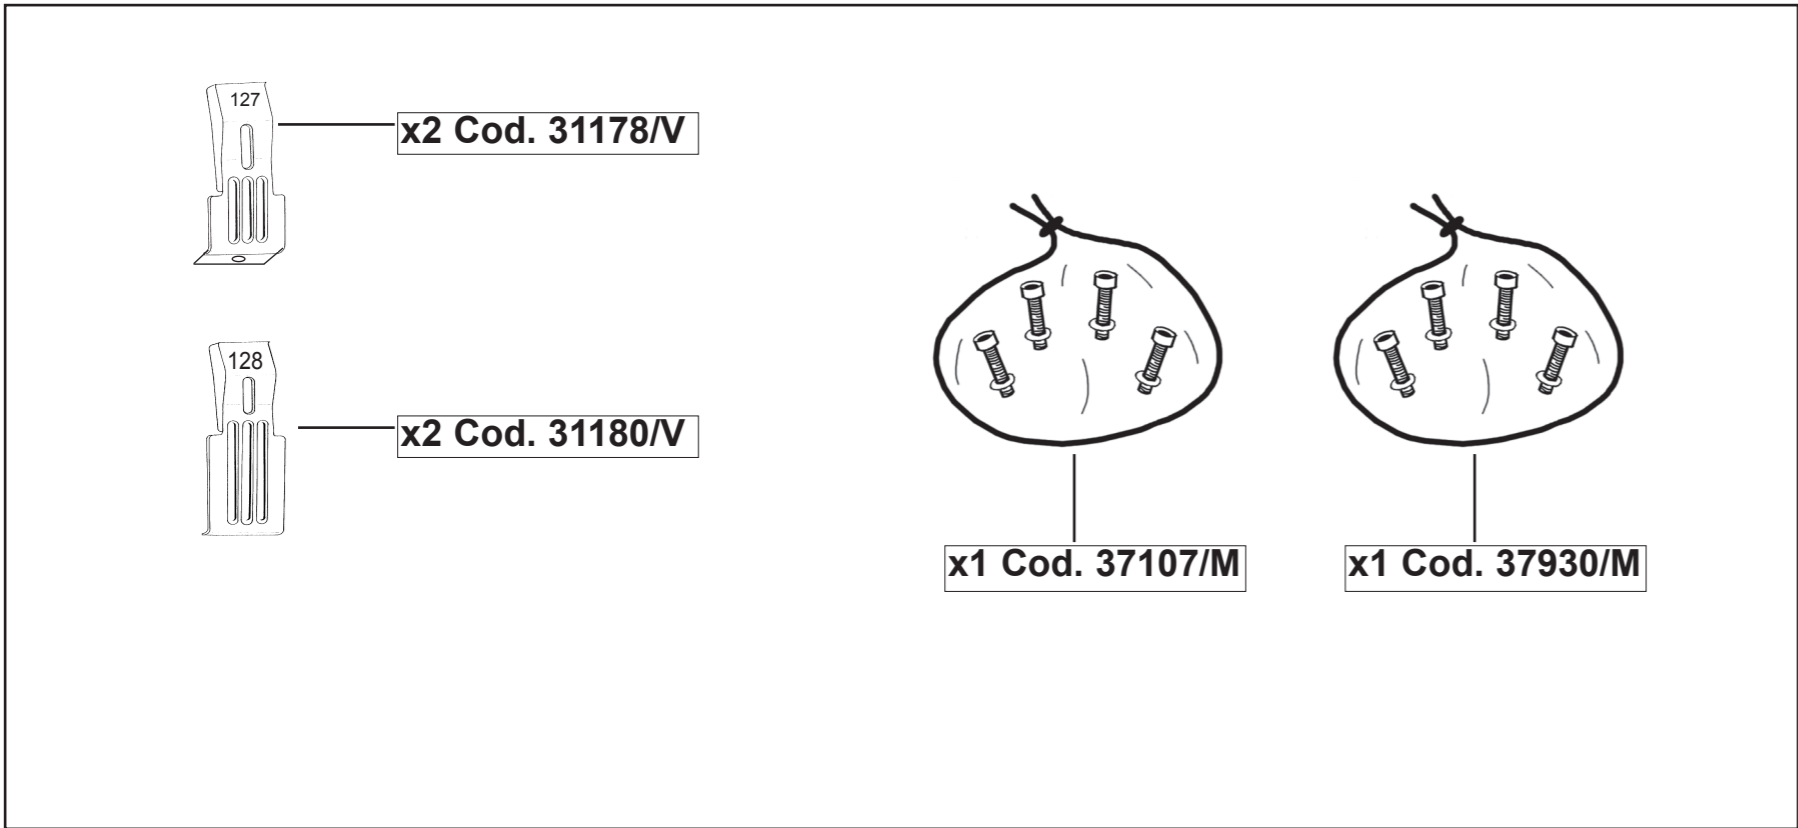 127
x2 Cod. 31178/V
128
x2 Cod. 31180/V
x1 Cod. 37107/M
x1 Cod. 37930/M